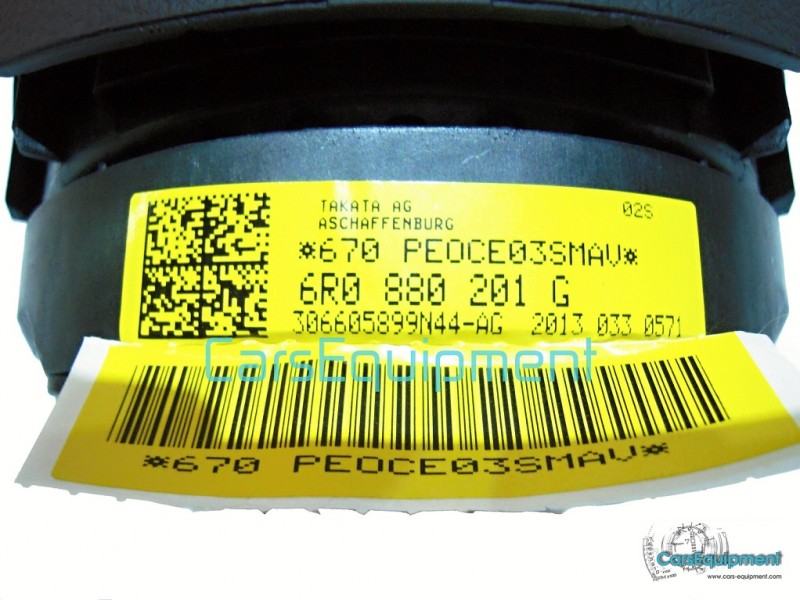 TAKATA AG
02S
ASCHAFFENBURG
*670 PEOCE03SMAV*
6R0 880 201 G
306605899N44-AG 2013 033 0571
CarsEquipment
*670 PEOCE03SMAV*
CarsEquipment
www.cars-equipment.com